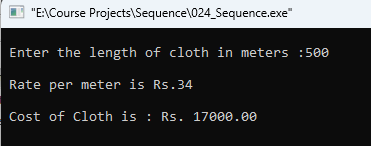 "E:\Course Projects\Sequence\024_Sequence.exe"
Enter the length of cloth in meters :500
Rate per meter is Rs.34
Cost of Cloth is : Rs. 17000.00